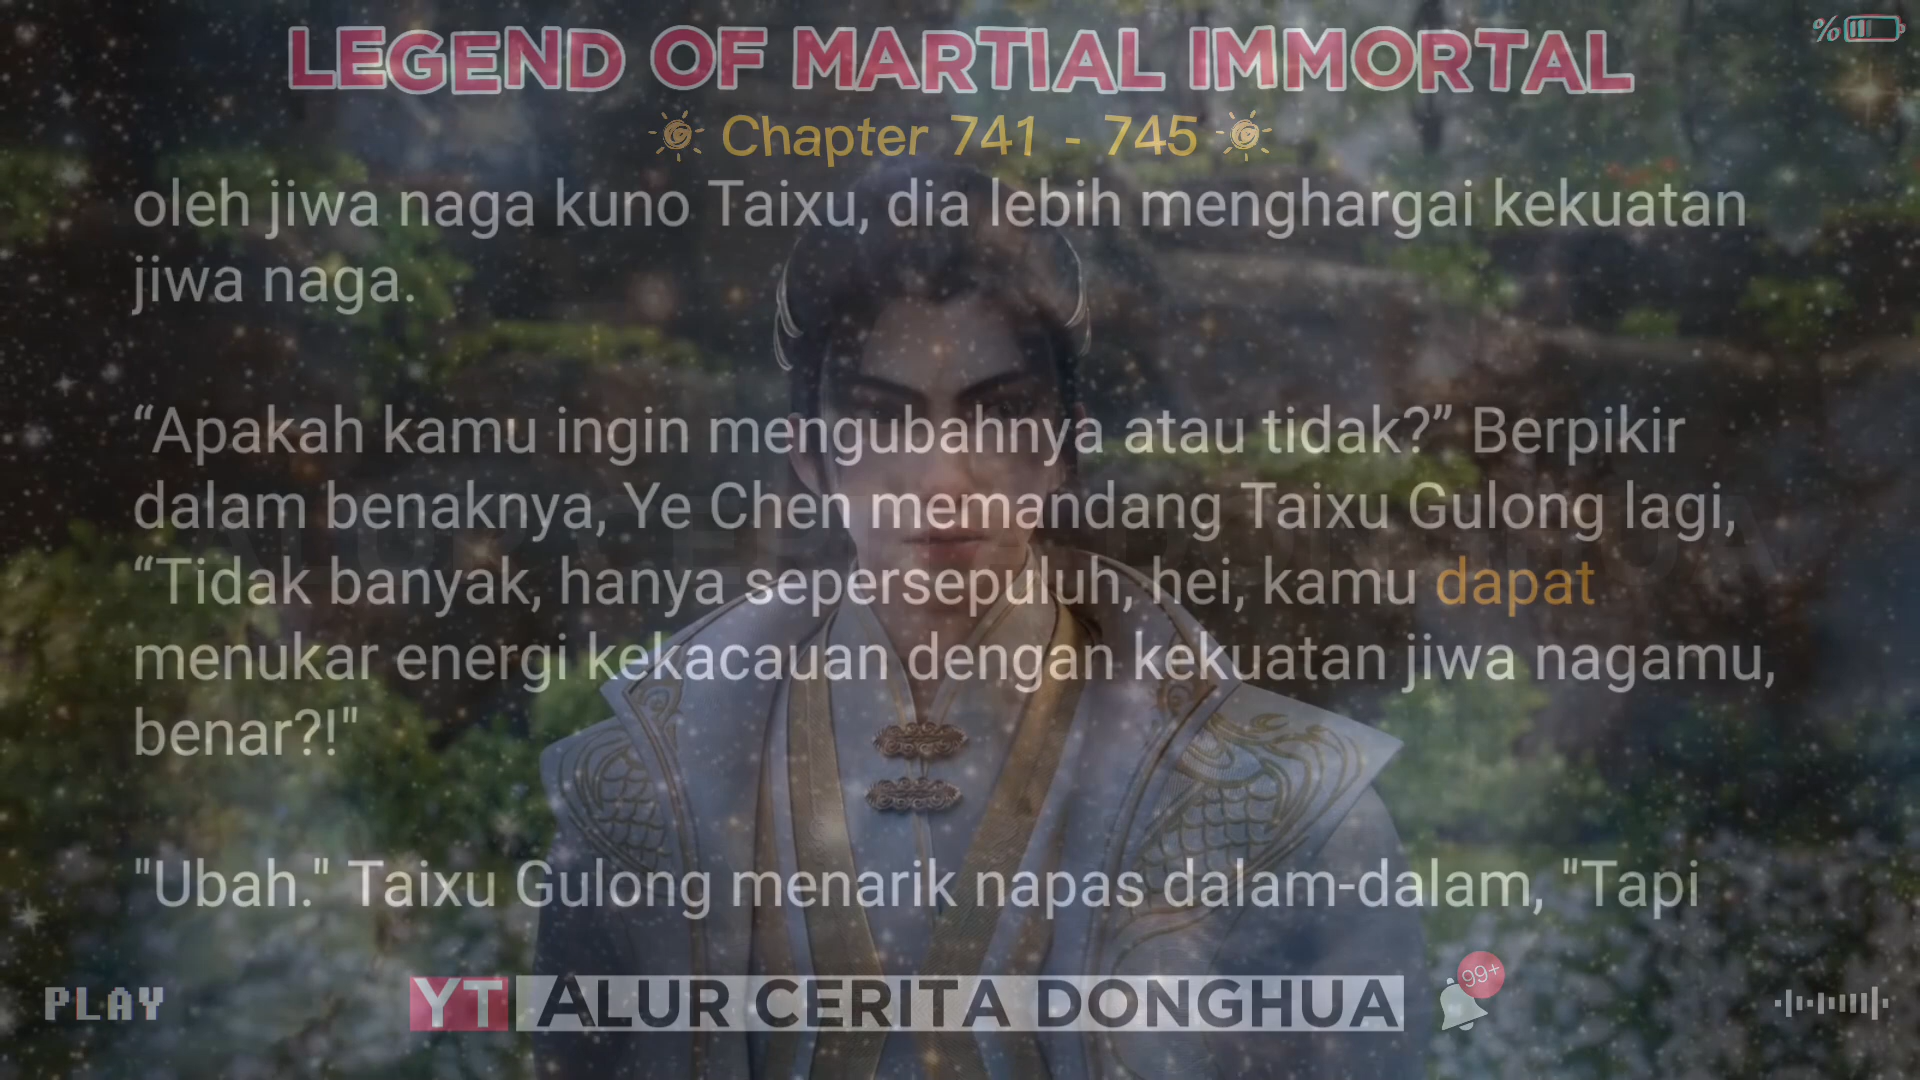 LEGEND OF MARTIAL IMMORTAL
%
Chapter 741 - 745
oleh jiwa naga kuno Taixu, dia lebih menghargai kekuatan
jiwa naga.
“Apakah kamu ingin mengubahnya atau tidak?” Berpikir
dalam benaknya, Ye Chen memandang Taixu Gulong lagi,
“Tidak banyak, hanya sepersepuluh, hei, kamu dapat
menukar energi kekacauan dengan kekuatan jiwa nagamu,
benar?!"
"Ubah." Taixu Gulong menarik napas dalam-dalam, "Tapi
PLAY
YT ALUR CERITA DONGHUA
99+